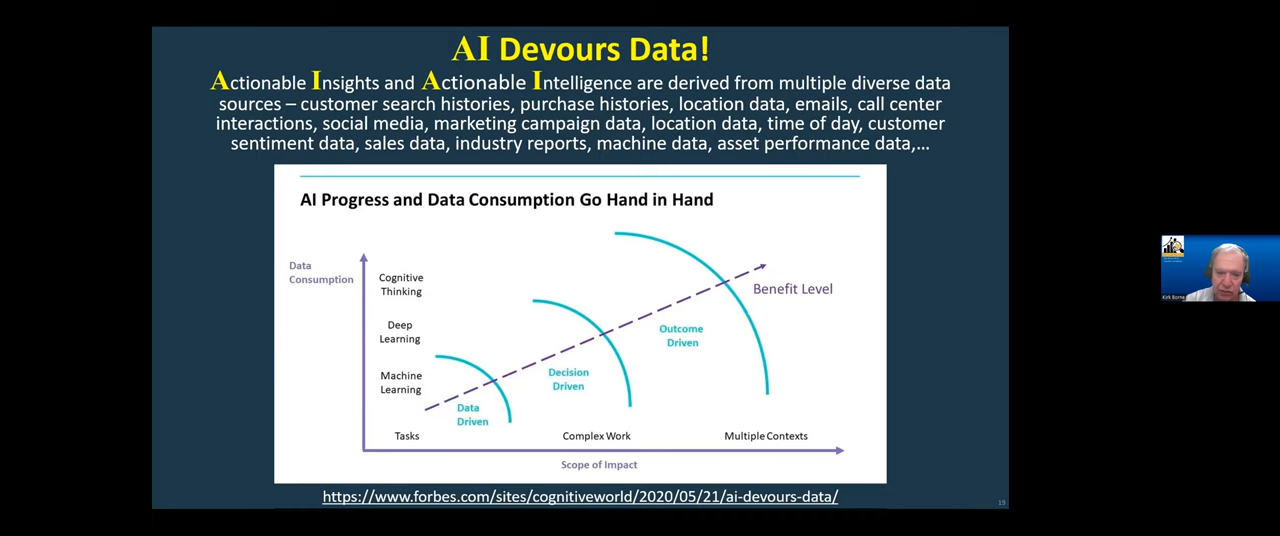 AI Devours Data!
Actionable Insights and Actionable Intelligence are derived from multiple diverse data
sources – customer search histories, purchase histories, location data, emails, call center
interactions, social media, marketing campaign data, location data, time of day, customer
sentiment data, sales data, industry reports, machine data, asset performance data,...
AI Progress and Data Consumption Go Hand in Hand
Data
Consumption
Cognitive
Thinking
Deep
Learning
Machine
Learning
Benefit Level
Outcome
Driven
Decision
Driven
Data
Driven
Tasks
Complex Work
Multiple Contexts
Scope of Impact
https://www.forbes.com/sites/cognitiveworld/2020/05/21/ai-devours-data/
19
Kirk Borne